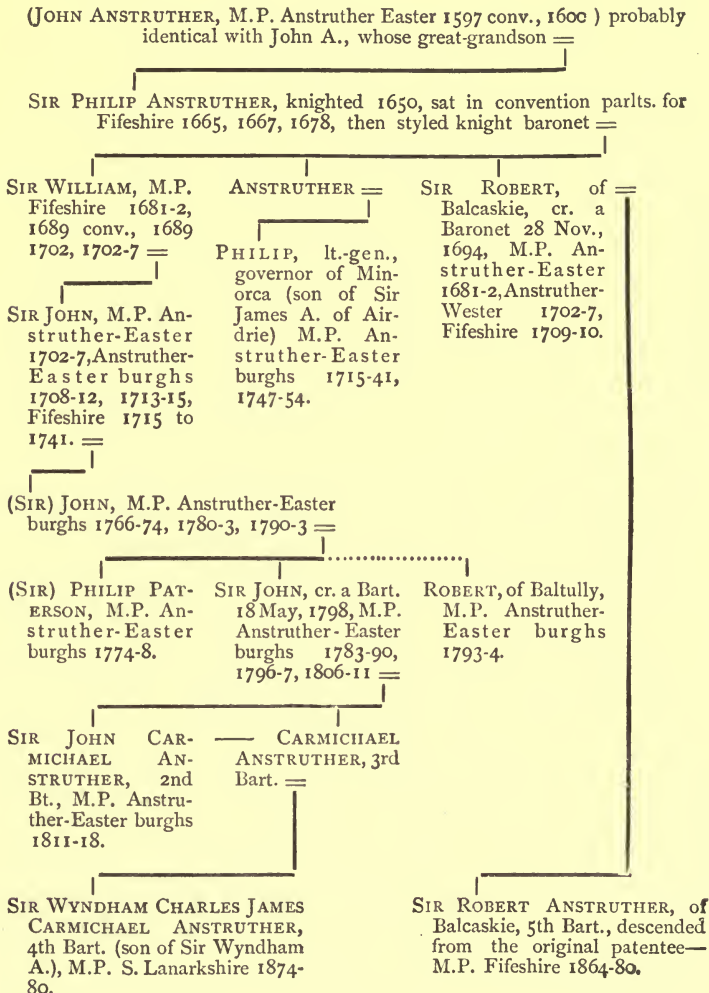 (JOHN ANSTRUTHER, M.P. Anstruther Easter 1597 conv., 1600 ) probably
identical with John A., whose great-grandson =
SIR PHILIP ANSTRUTHER, knighted 1650, sat in convention parlts. for
Fifeshire 1665, 1667, 1678, then styled knight baronet =
SIR WILLIAM, M.P.
Fifeshire 1681-2,
1689 conv., 1689
1702, 1702-7 =
ANSTRUTHER =
SIR ROBERT, of =
Balcaskie, cr. a
Baronet 28 Nov.,
1694, M.P. An-
struther-Easter
1681-2, Anstruther-
Wester 1702-7,
Fifeshire 1709-10.
PHILIP, lt.-gen.,
governor of Min-
orca (son of Sir
James A. of Air-
drie) M.P. An-
struther-Easter
burghs 1715-41,
1747-54.
SIR JOHN, M.P. An-
struther-Easter
1702-7, Anstruther-
Easter burghs
1708-12, 1713-15,
Fifeshire 1715 to
1741. =
(SIR) JOHN, M.P. Anstruther-Easter
burghs 1766-74, 1780-3, 1790-3 =
(SIR) PHILIP PAT-
ERSON, M.P. An-
struther-Easter
burghs 1774-8.
SIR JOHN, cr. a Bart.
18 May, 1798, M.P.
Anstruther-Easter
burghs 1783-90,
1796-7, 1806-11 =
ROBERT, of Baltully,
M.P. Anstruther-
Easter burghs
1793-4.
SIR JOHN CAR-
MICHAEL AN-
STRUTHER, 2nd
Bt., M.P. Anstru-
ther-Easter burghs
1811-18.
—— CARMICHAEL
ANSTRUTHER, 3rd
Bart. =
SIR WYNDHAM CHARLES JAMES
CARMICHAEL ANSTRUTHER,
4th Bart. (son of Sir Wyndham
A.), M.P. S. Lanarkshire 1874-
80.
SIR ROBERT ANSTRUTHER, of
Balcaskie, 5th Bart., descended
from the original patentee—
M.P. Fifeshire 1864-80.